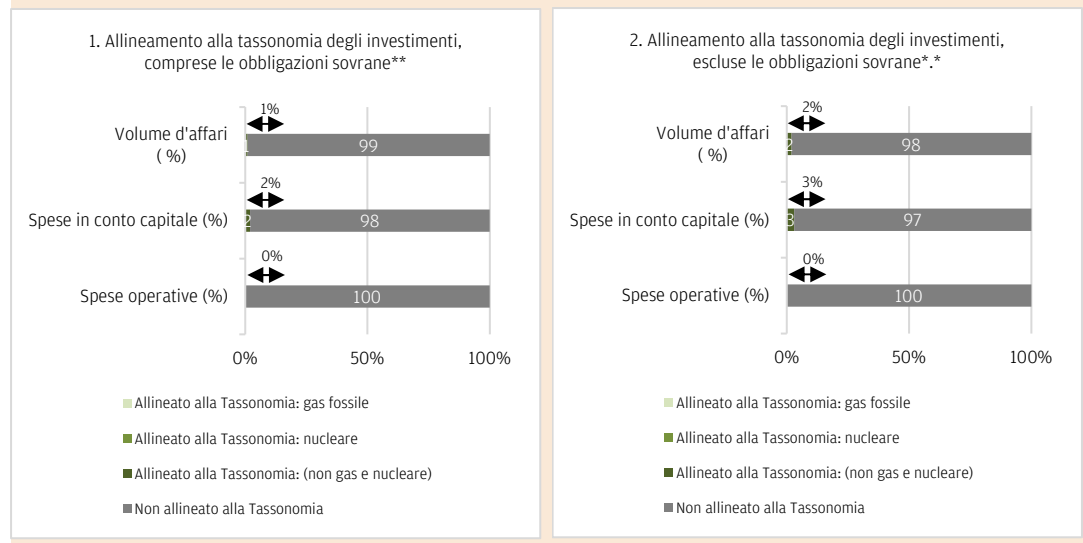 1. Allineamento alla tassonomia degli investimenti,
comprese le obbligazioni sovrane**
1%
Volume d'affari
( %)
1
99
2%
Spese in conto capitale (%)
2
98
0%
Spese operative (%)
100
0%
50%
100%
Allineato alla Tassonomia: gas fossile
Allineato alla Tassonomia: nucleare
Allineato alla Tassonomia: (non gas e nucleare)
Non allineato alla Tassonomia
2. Allineamento alla tassonomia degli investimenti,
escluse le obbligazioni sovrane*.*
2%
Volume d'affari
( %)
2
98
3%
Spese in conto capitale (%)
3
97
0%
Spese operative (%)
100
0%
50%
100%
Allineato alla Tassonomia: gas fossile
Allineato alla Tassonomia: nucleare
Allineato alla Tassonomia: (non gas e nucleare)
Non allineato alla Tassonomia